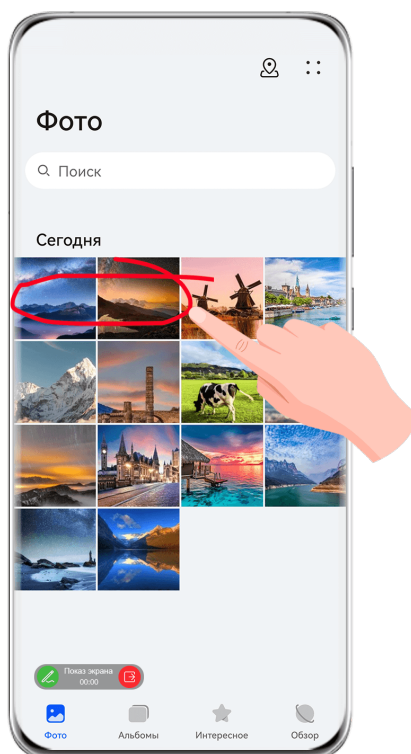 Фото
Поиск
Сегодня
Показ экрана
00:00
Фото
Альбомы
Интересное
Обзор